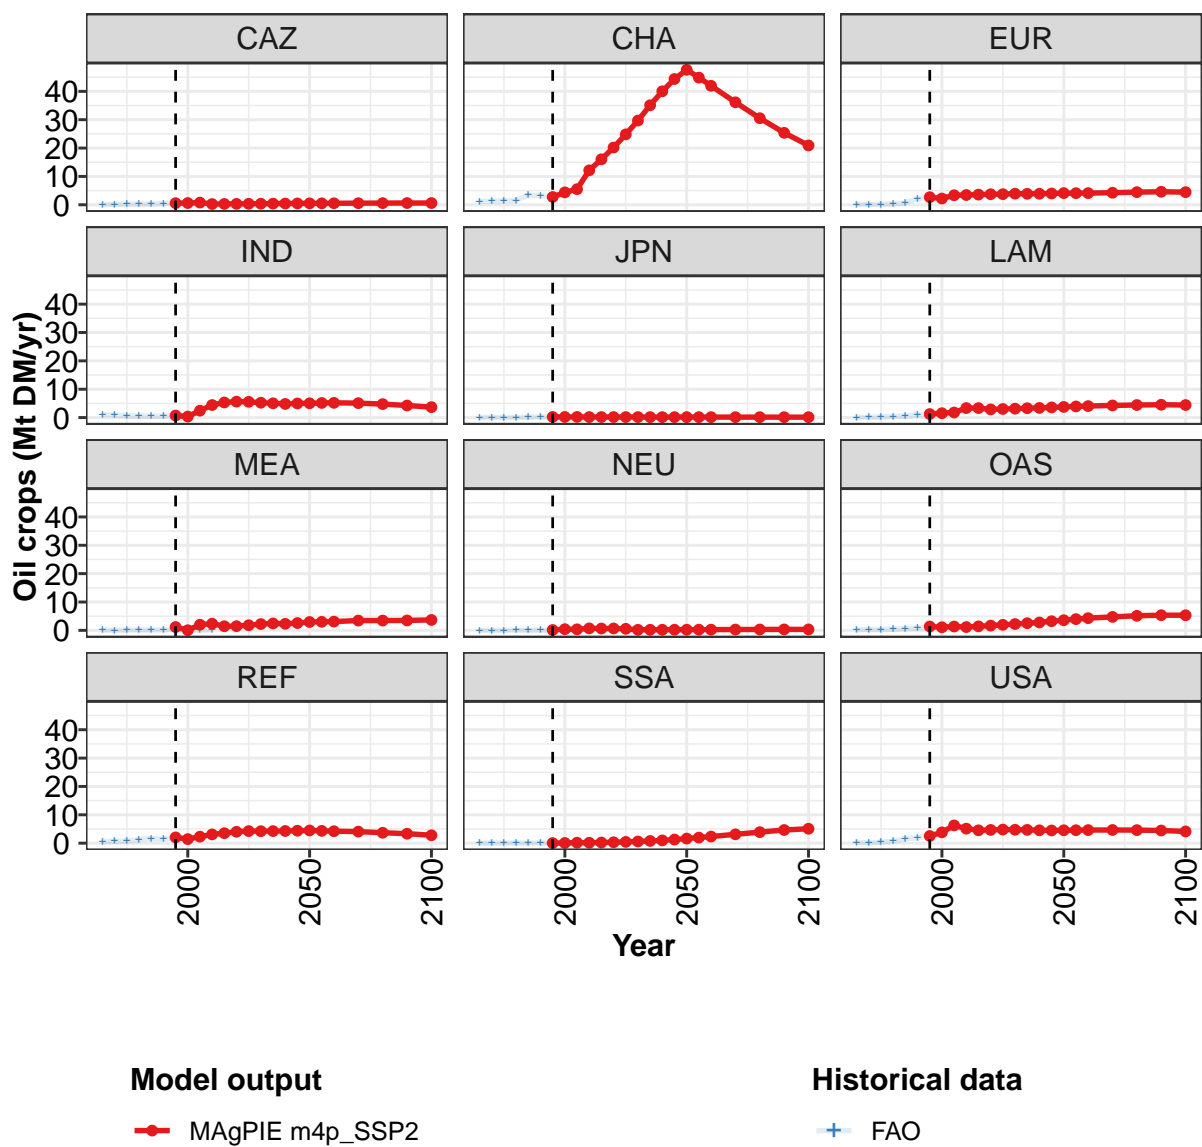 CAZ CHA EUR
40
30
20
10
0
IND JPN LAM
40
30
20
10
0
MEA NEU OAS
40
30
20
10
0
REF SSA USA
40
30
20
10
0
Oil crops (Mt DM/yr)
2000 2050 2100 2000 2050 2100 2000 2050 2100
Year
Model output Historical data
MAgPIE m4p_SSP2 FAO